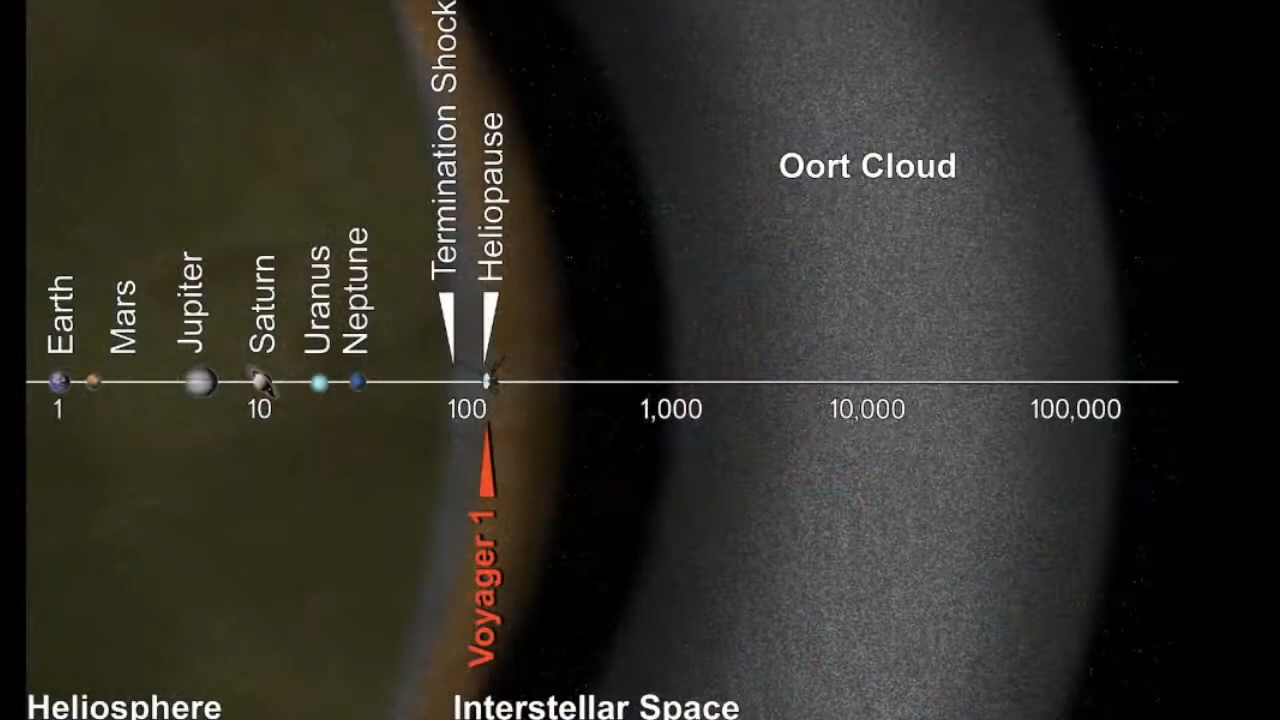 Termination Shock
Heliopause
Oort Cloud
Earth
Mars
Jupiter
Saturn
Uranus
Neptune
1
10
100
1,000
10,000
100,000
Voyager 1
Heliosphere
Interstellar Space